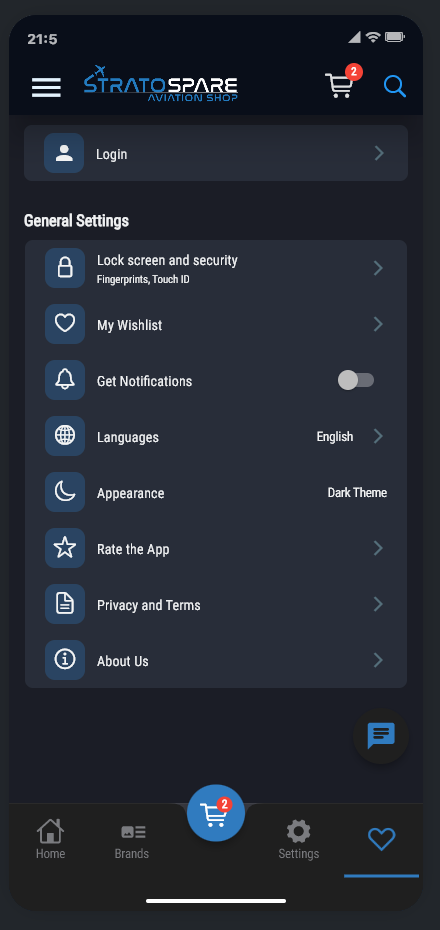 21:5
STRATOSPARE
AVIATION SHOP
2
Login
General Settings
Lock screen and security
Fingerprints, Touch ID
My Wishlist
Get Notifications
Languages English
Appearance Dark Theme
Rate the App
Privacy and Terms
About Us
2
Home Brands Settings